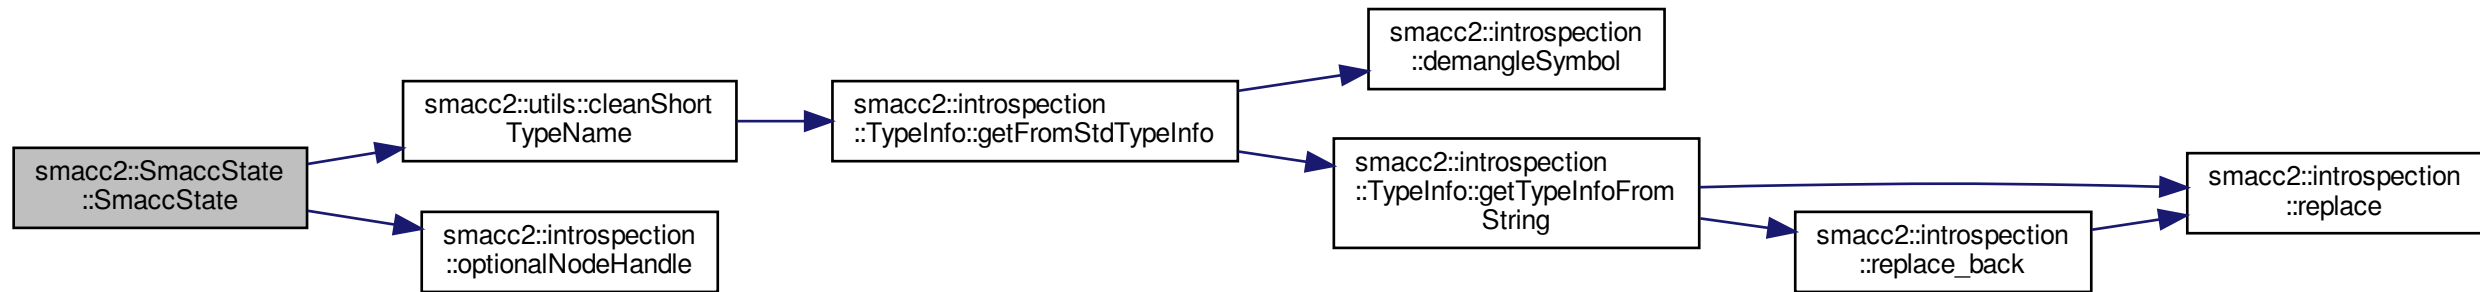 smacc2::SmaccState
::SmaccState
smacc2::utils::cleanShort
TypeName
smacc2::introspection
::optionalNodeHandle
smacc2::introspection
::TypeInfo::getFromStdTypeInfo
smacc2::introspection
::demangleSymbol
smacc2::introspection
::TypeInfo::getTypeInfoFrom
String
smacc2::introspection
::replace_back
smacc2::introspection
::replace